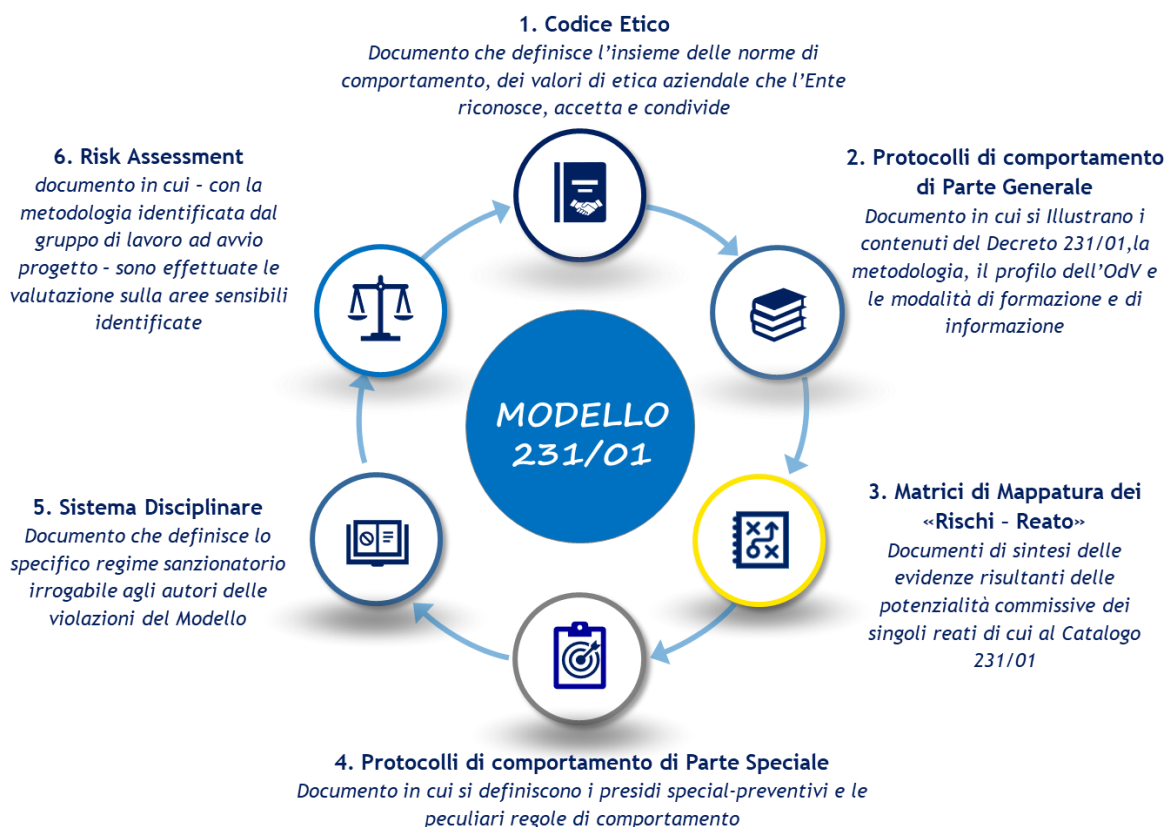 1. Codice Etico
Documento che definisce l’insieme delle norme di
comportamento, dei valori di etica aziendale che l’Ente
riconosce, accetta e condivide
2. Protocolli di comportamento
di Parte Generale
Documento in cui si Illustrano i
contenuti del Decreto 231/01,la
metodologia, il profilo dell’OdV e
le modalità di formazione e di
informazione
3. Matrici di Mappatura dei
«Rischi – Reato»
Documenti di sintesi delle
evidenze risultanti delle
potenzialità commissive dei
singoli reati di cui al Catalogo
231/01
4. Protocolli di comportamento di Parte Speciale
Documento in cui si definiscono i presidi special-preventivi e le
peculiari regole di comportamento
5. Sistema Disciplinare
Documento che definisce lo
specifico regime sanzionatorio
irrogabile agli autori delle
violazioni del Modello
6. Risk Assessment
documento in cui – con la
metodologia identificata dal
gruppo di lavoro ad avvio
progetto – sono effettuate le
valutazione sulla aree sensibili
identificate
MODELLO
231/01